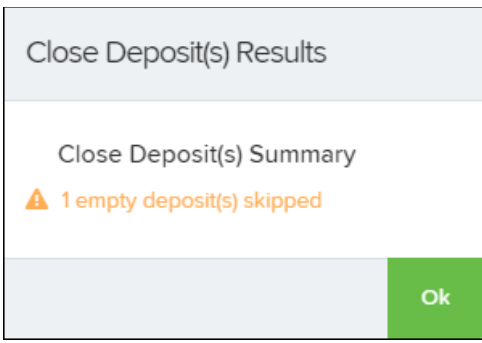 Close Deposit(s) Results
Close Deposit(s) Summary
1 empty deposit(s) skipped
Ok